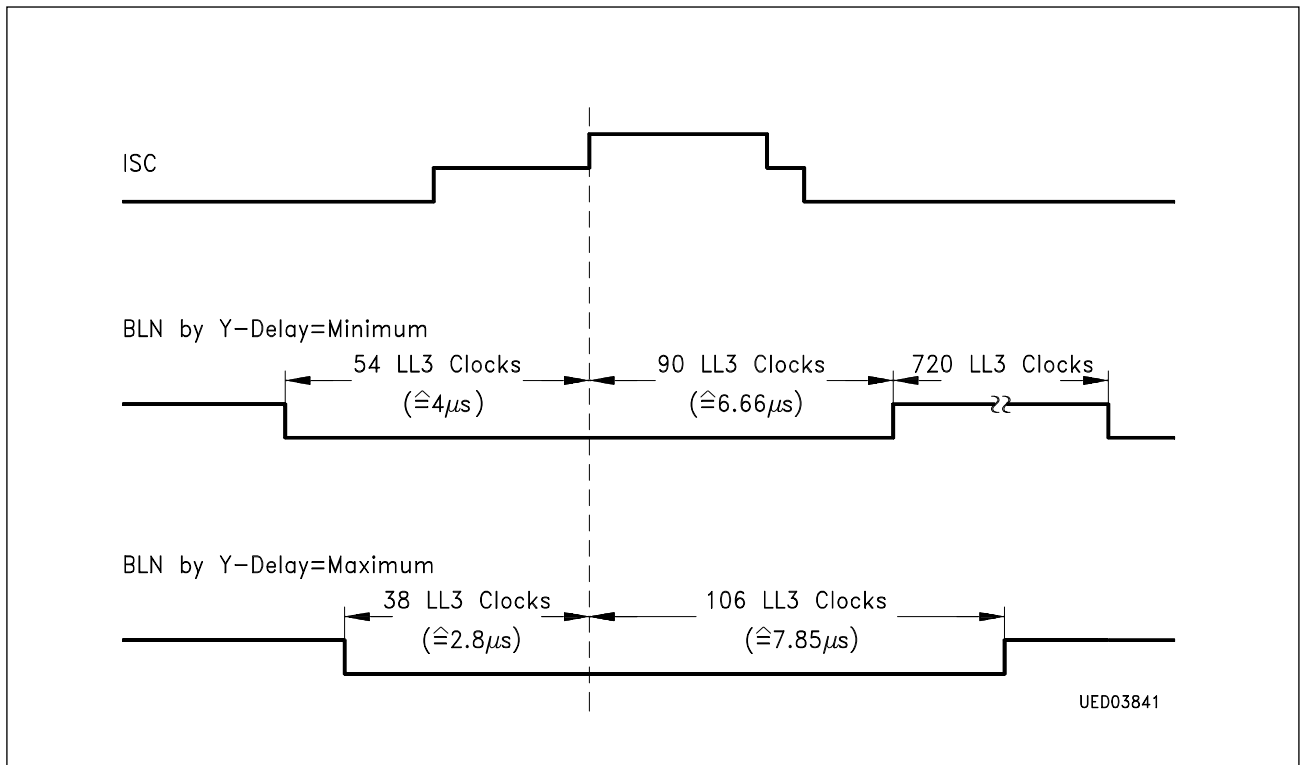 ISC
BLN by Y-Delay=Minimum
54 LL3 Clocks
(≙4μs)
90 LL3 Clocks
(≙6.66μs)
720 LL3 Clocks
BLN by Y-Delay=Maximum
38 LL3 Clocks
(≙2.8μs)
106 LL3 Clocks
(≙7.85μs)
UED03841